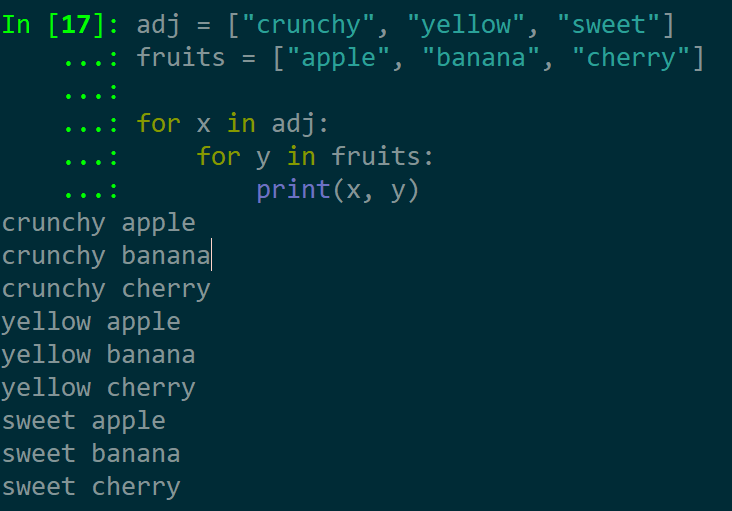 In [17]: adj = ["crunchy", "yellow", "sweet"]
    ...: fruits = ["apple", "banana", "cherry"]
    ...:
    ...: for x in adj:
    ...:     for y in fruits:
    ...:         print(x, y)
crunchy apple
crunchy banana
crunchy cherry
yellow apple
yellow banana
yellow cherry
sweet apple
sweet banana
sweet cherry